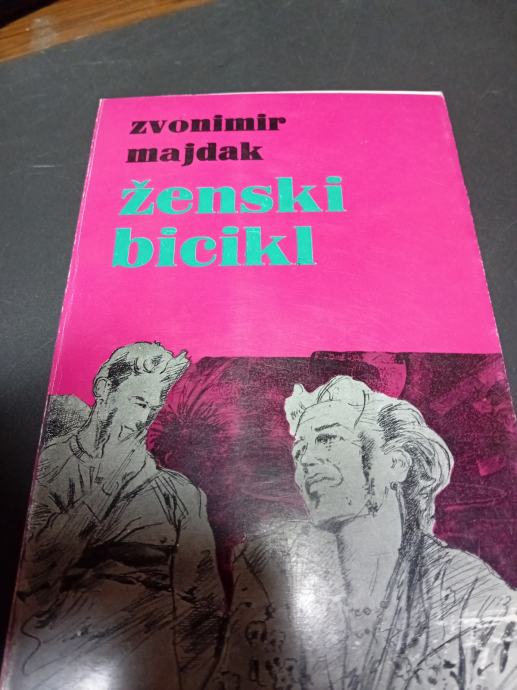 zvonimir
majdak
ženski
bicikl